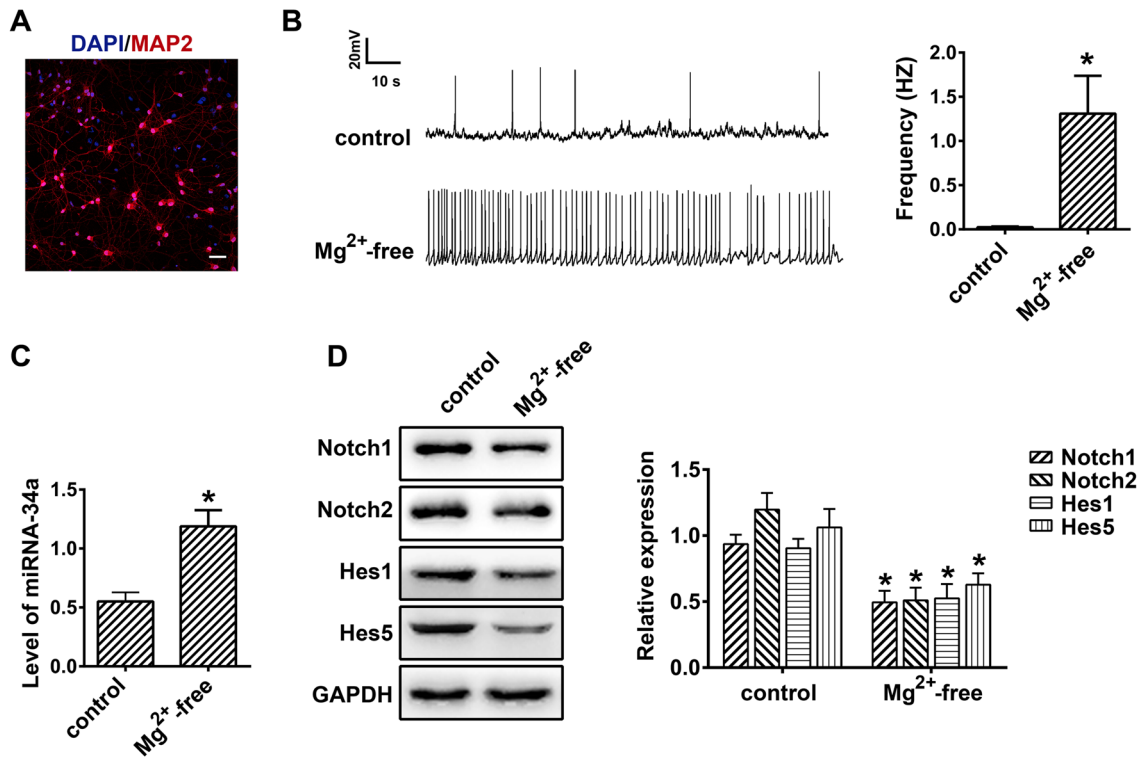 A
DAPI/MAP2
B
20mV
10 s
control
Mg²⁺-free
Frequency (HZ)
2.0
1.5
1.0
0.5
0.0
*
control
Mg²⁺-free
C
Level of miRNA-34a
1.5
1.0
0.5
0.0
*
control
Mg²⁺-free
D
control
Mg²⁺-free
Notch1
Notch2
Hes1
Hes5
GAPDH
Relative expression
1.5
1.0
0.5
0.0
* * * *
control
Mg²⁺-free
Notch1
Notch2
Hes1
Hes5